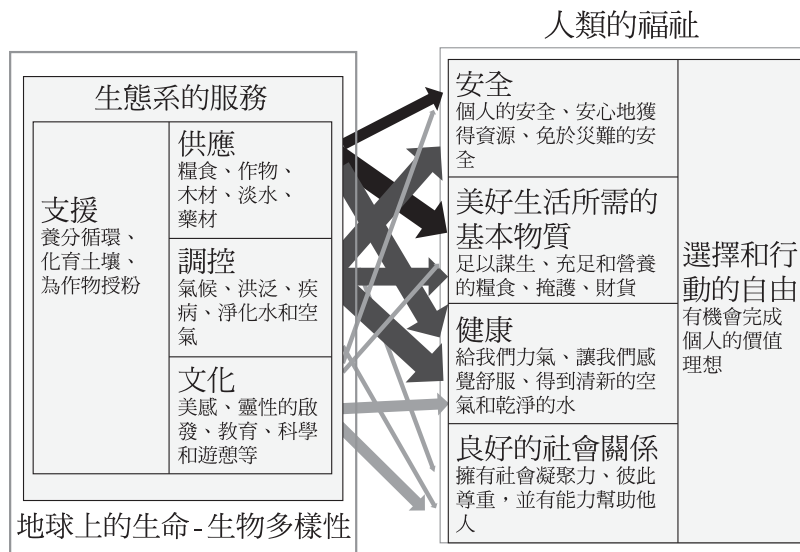 人類的福祉
生態系的服務
支援
養分循環、
化育土壤、
為作物授粉
供應
糧食、作物、
木材、淡水、
藥材
調控
氣候、洪泛、疾
病、淨化水和空
氣
文化
美感、靈性的啟
發、教育、科學
和遊憩等
地球上的生命-生物多樣性
安全
個人的安全、安心地獲
得資源、免於災難的安
全
美好生活所需的
基本物質
足以謀生、充足和營養
的糧食、掩護、財貨
健康
給我們力氣、讓我們感
覺舒服、得到清新的空
氣和乾淨的水
良好的社會關係
擁有社會凝聚力、彼此
尊重，並有能力幫助他
人
選擇和行
動的自由
有機會完成
個人的價值
理想